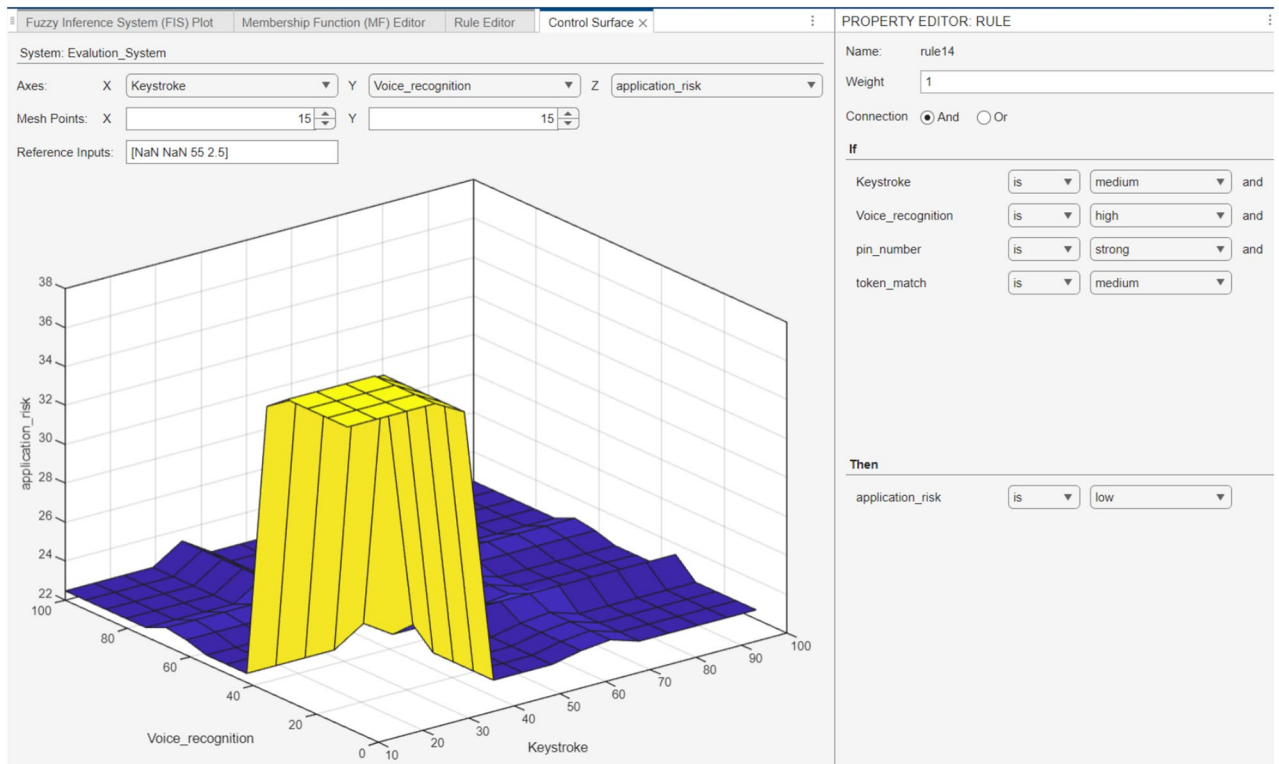 Fuzzy Inference System (FIS) Plot Membership Function (MF) Editor Rule Editor Control Surface ×
System: Evalution_System
Axes: X Keystroke Y Voice_recognition Z application_risk
Mesh Points: X 15 Y 15
Reference Inputs: [NaN NaN 55 2.5]
38
36
34
32
30
28
26
24
22
application_risk
100
80
60
40
20
0
Voice_recognition
10
20
30
40
50
60
70
80
90
100
Keystroke
PROPERTY EDITOR: RULE
Name: rule14
Weight 1
Connection And Or
If
Keystroke is medium and
Voice_recognition is high and
pin_number is strong and
token_match is medium
Then
application_risk is low